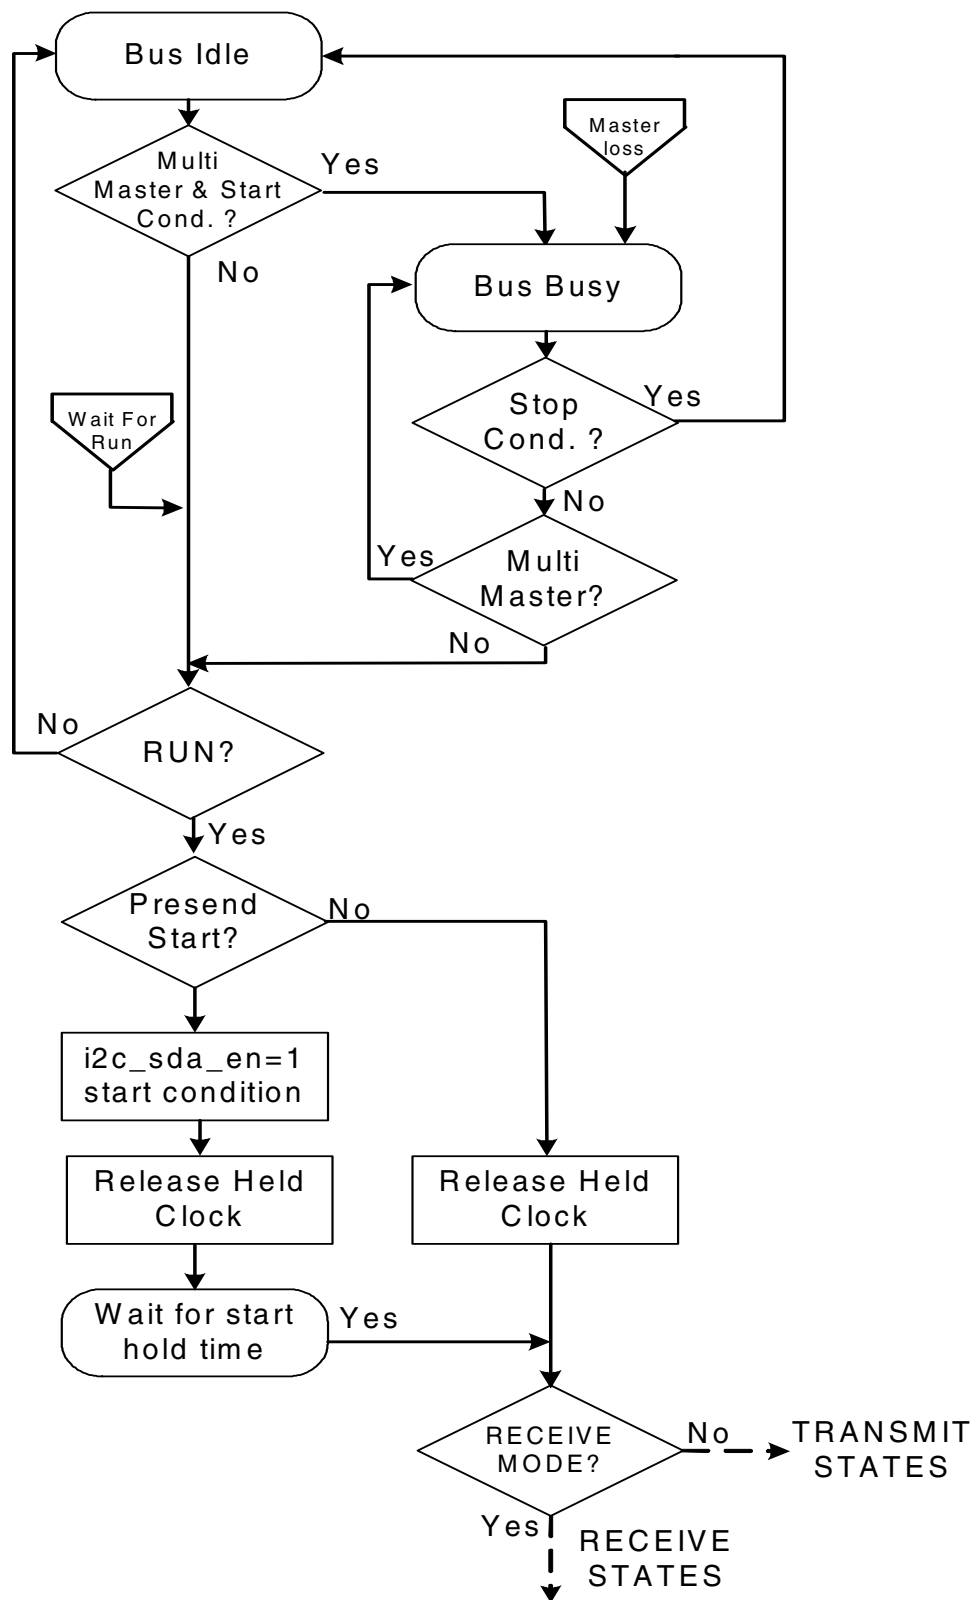 Bus Idle
Multi
Master & Start
Cond. ?
Yes
No
Master
loss
Bus Busy
Stop
Cond. ?
Yes
No
Wait For
Run
Multi
Master?
Yes
No
RUN?
No
Yes
Presend
Start?
No
i2c_sda_en=1
start condition
Release Held
Clock
Release Held
Clock
Wait for start
hold time
Yes
RECEIVE
MODE?
No
TRANSMIT
STATES
Yes
RECEIVE
STATES